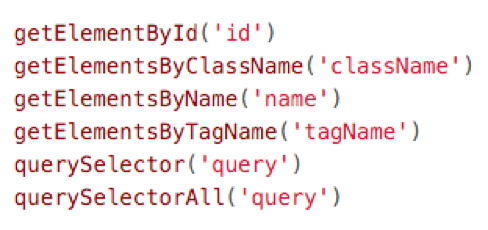 getElementById('id')
getElementsByClassName('className')
getElementsByName('name')
getElementsByTagName('tagName')
querySelector('query')
querySelectorAll('query')